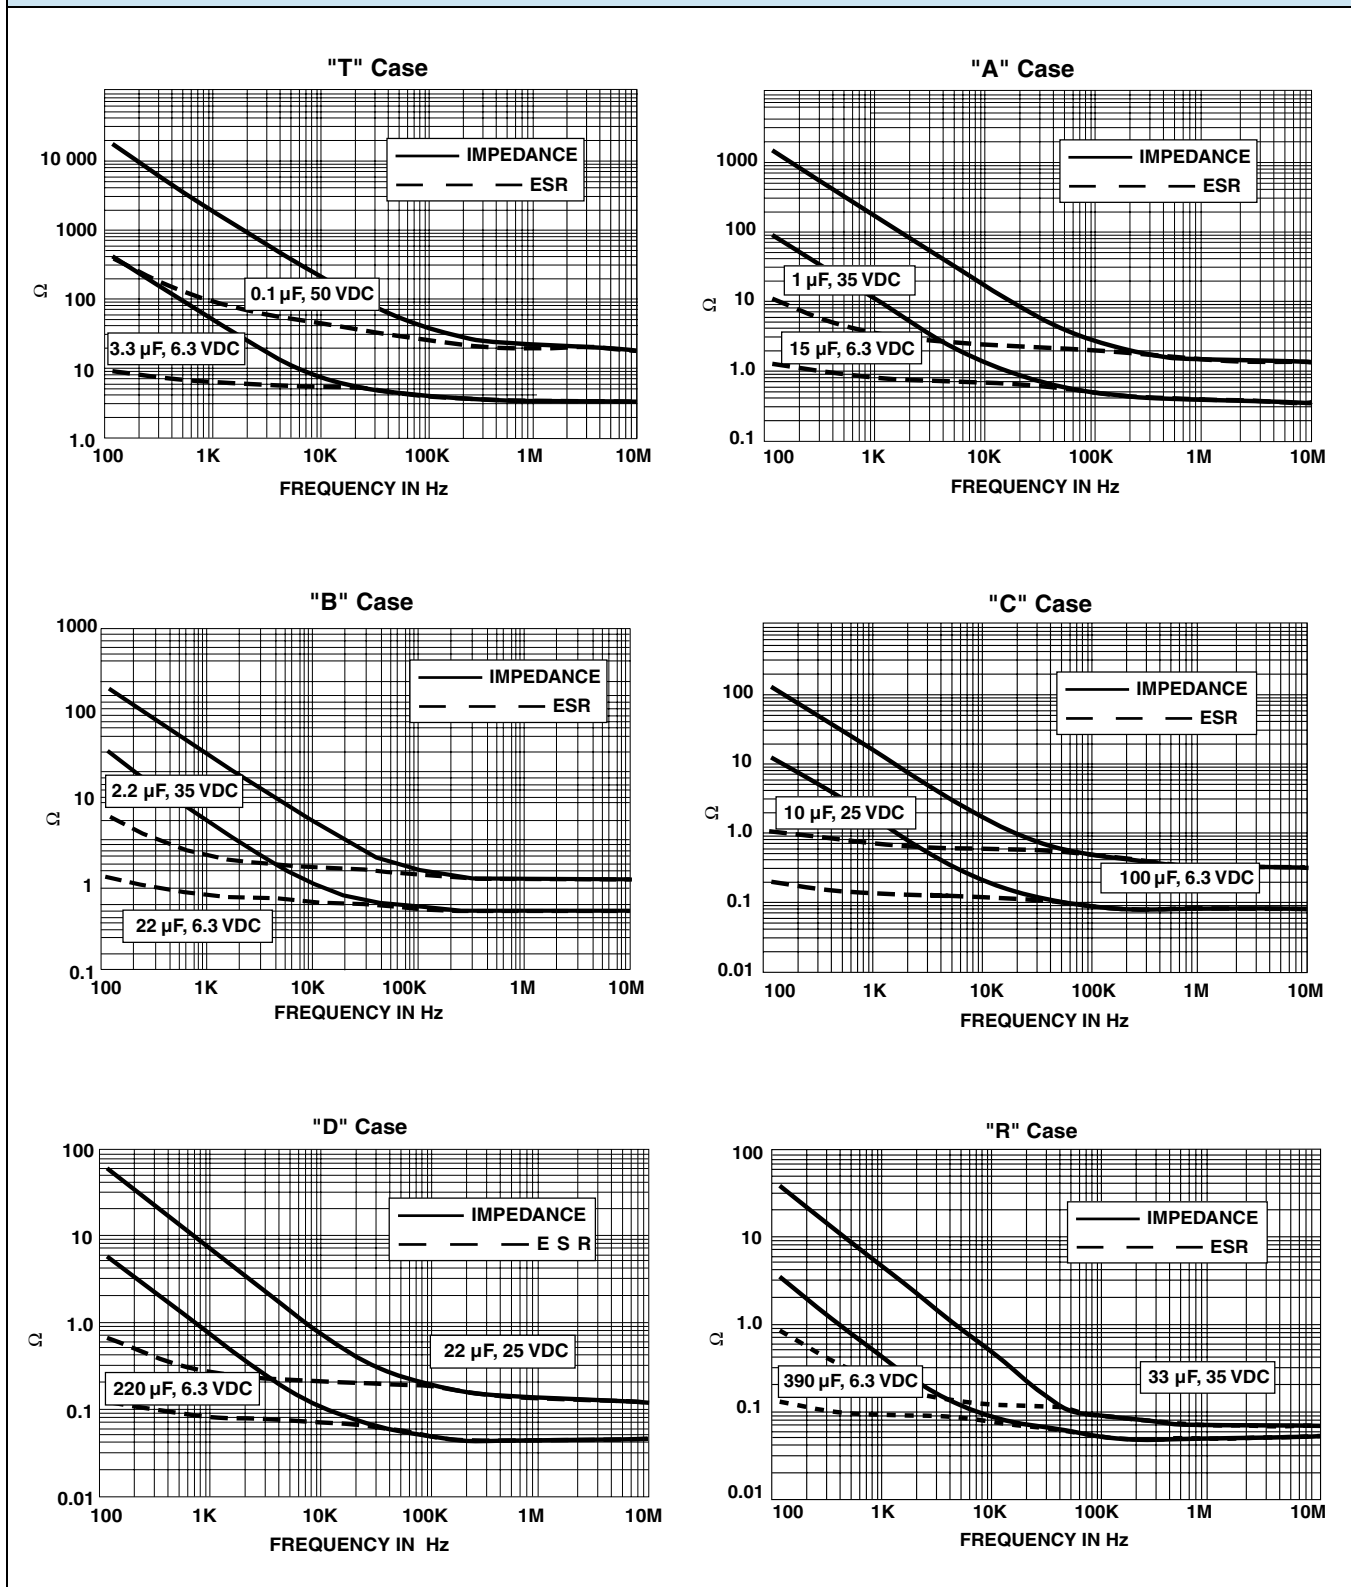 "T" Case
10 000
1000
100
10
1.0
Ω
IMPEDANCE
ESR
0.1 µF, 50 VDC
3.3 µF, 6.3 VDC
100 1K 10K 100K 1M 10M
FREQUENCY IN Hz
"A" Case
1000
100
10
1.0
0.1
Ω
IMPEDANCE
ESR
1 µF, 35 VDC
15 µF, 6.3 VDC
100 1K 10K 100K 1M 10M
FREQUENCY IN Hz
"B" Case
1000
100
10
1
0.1
Ω
IMPEDANCE
ESR
2.2 µF, 35 VDC
22 µF, 6.3 VDC
100 1K 10K 100K 1M 10M
FREQUENCY IN Hz
"C" Case
100
10
1.0
0.1
0.01
Ω
IMPEDANCE
ESR
10 µF, 25 VDC
100 µF, 6.3 VDC
100 1K 10K 100K 1M 10M
FREQUENCY IN Hz
"D" Case
100
10
1.0
0.1
0.01
Ω
IMPEDANCE
E S R
22 µF, 25 VDC
220 µF, 6.3 VDC
100 1K 10K 100K 1M 10M
FREQUENCY IN Hz
"R" Case
100
10
1.0
0.1
0.01
Ω
IMPEDANCE
ESR
390 µF, 6.3 VDC
33 µF, 35 VDC
100 1K 10K 100K 1M 10M
FREQUENCY IN Hz